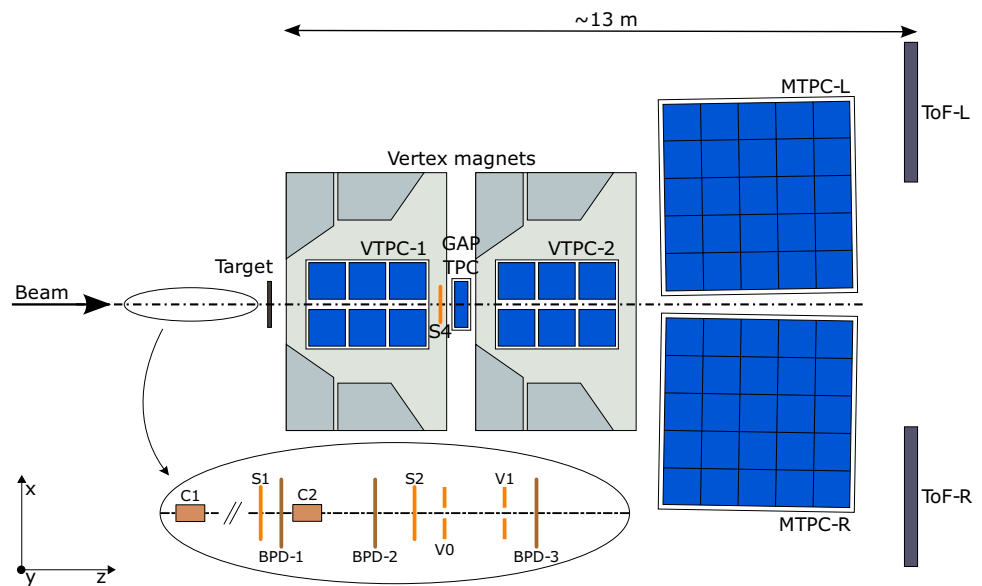 ~13 m
MTPC-L
ToF-L
Vertex magnets
VTPC-1
GAP
TPC
VTPC-2
Target
Beam
S4
x
y
z
C1
S1
BPD-1
C2
BPD-2
S2
V0
V1
BPD-3
MTPC-R
ToF-R